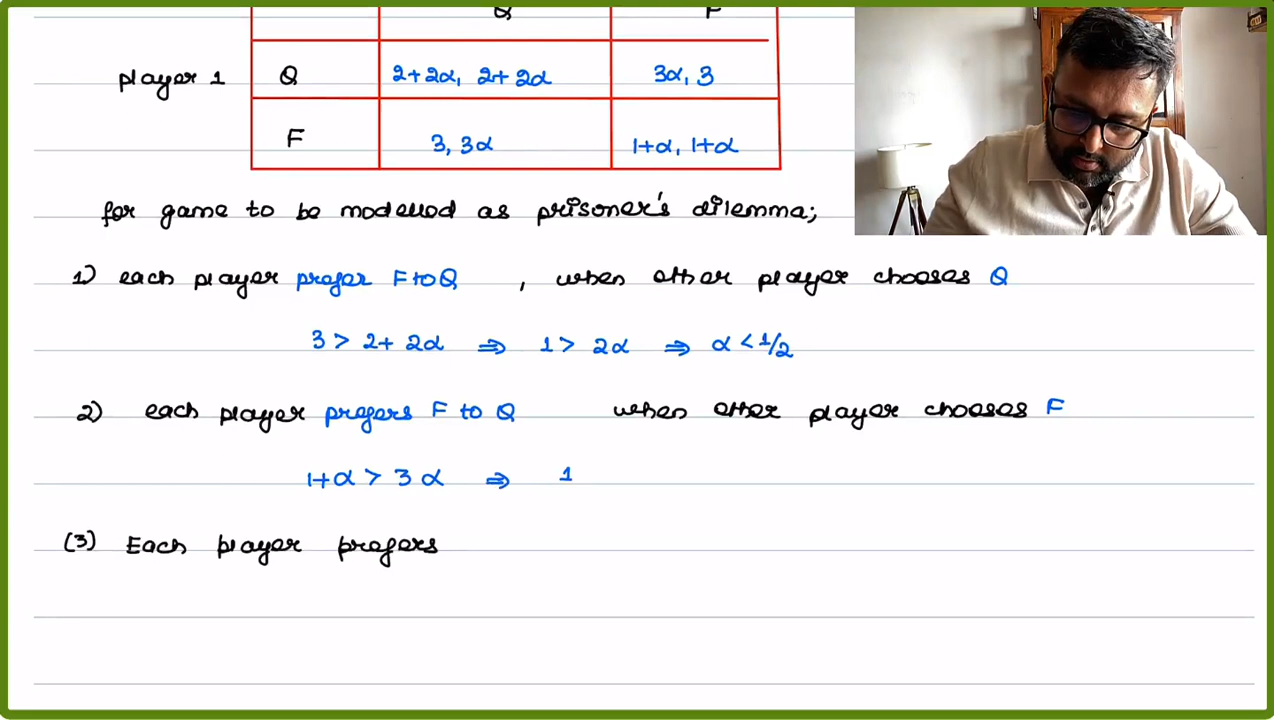 Q F
player 1 Q 2+2α, 2+2α 3α, 3
F 3, 3α 1+α, 1+α
for game to be modelled as prisoner's dilemma;
1) each player prefer F to Q , when other player chooses Q
3 > 2+ 2α ⇒ 1 > 2α ⇒ α < 1/2
2) each player prefers F to Q when other player chooses F
1+α > 3α ⇒ 1
(3) Each player prefers